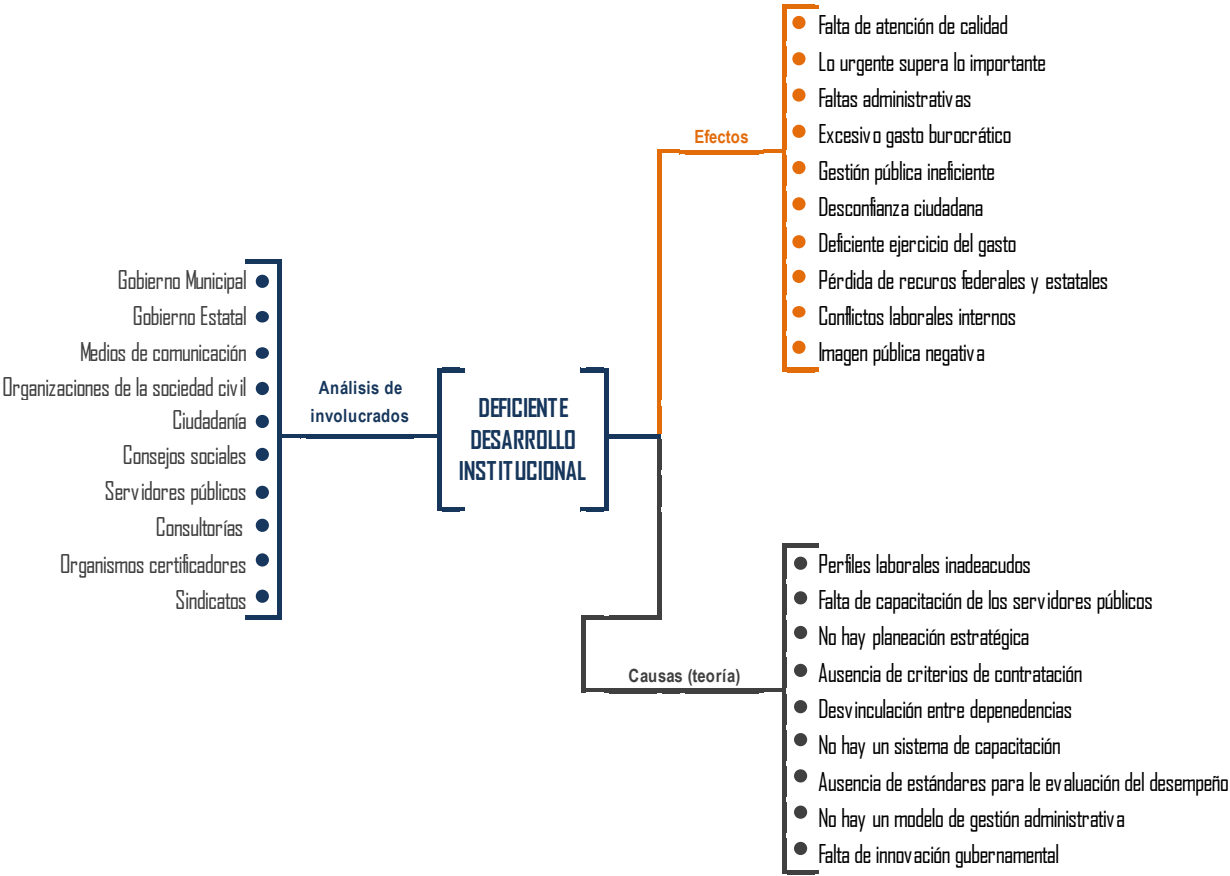 Efectos
Falta de atención de calidad
Lo urgente supera lo importante
Faltas administrativas
Excesivo gasto burocrático
Gestión pública ineficiente
Desconfianza ciudadana
Deficiente ejercicio del gasto
Pérdida de recuros federales y estatales
Conflictos laborales internos
Imagen pública negativa
Gobierno Municipal
Gobierno Estatal
Medios de comunicación
Organizaciones de la sociedad civil
Ciudadanía
Consejos sociales
Servidores públicos
Consultorías
Organismos certificadores
Sindicatos
Análisis de
involucrados
DEFICIENTE
DESARROLLO
INSTITUCIONAL
Causas (teoría)
Perfiles laborales inadeacudos
Falta de capacitación de los servidores públicos
No hay planeación estratégica
Ausencia de criterios de contratación
Desvinculación entre depenedencias
No hay un sistema de capacitación
Ausencia de estándares para le evaluación del desempeño
No hay un modelo de gestión administrativa
Falta de innovación gubernamental